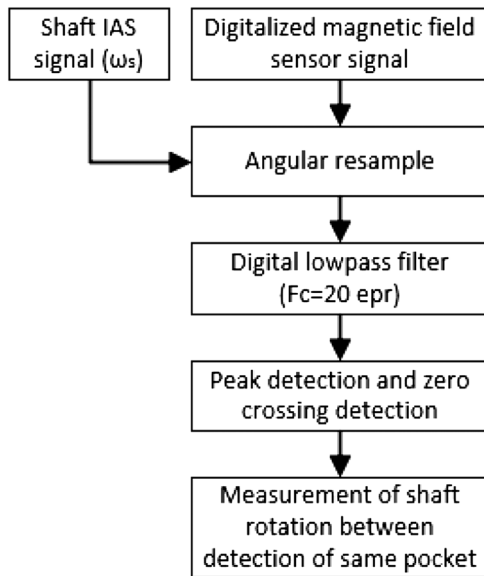 Shaft IAS
signal (ωs)
Digitalized magnetic field
sensor signal
Angular resample
Digital lowpass filter
(Fc=20 epr)
Peak detection and zero
crossing detection
Measurement of shaft
rotation between
detection of same pocket